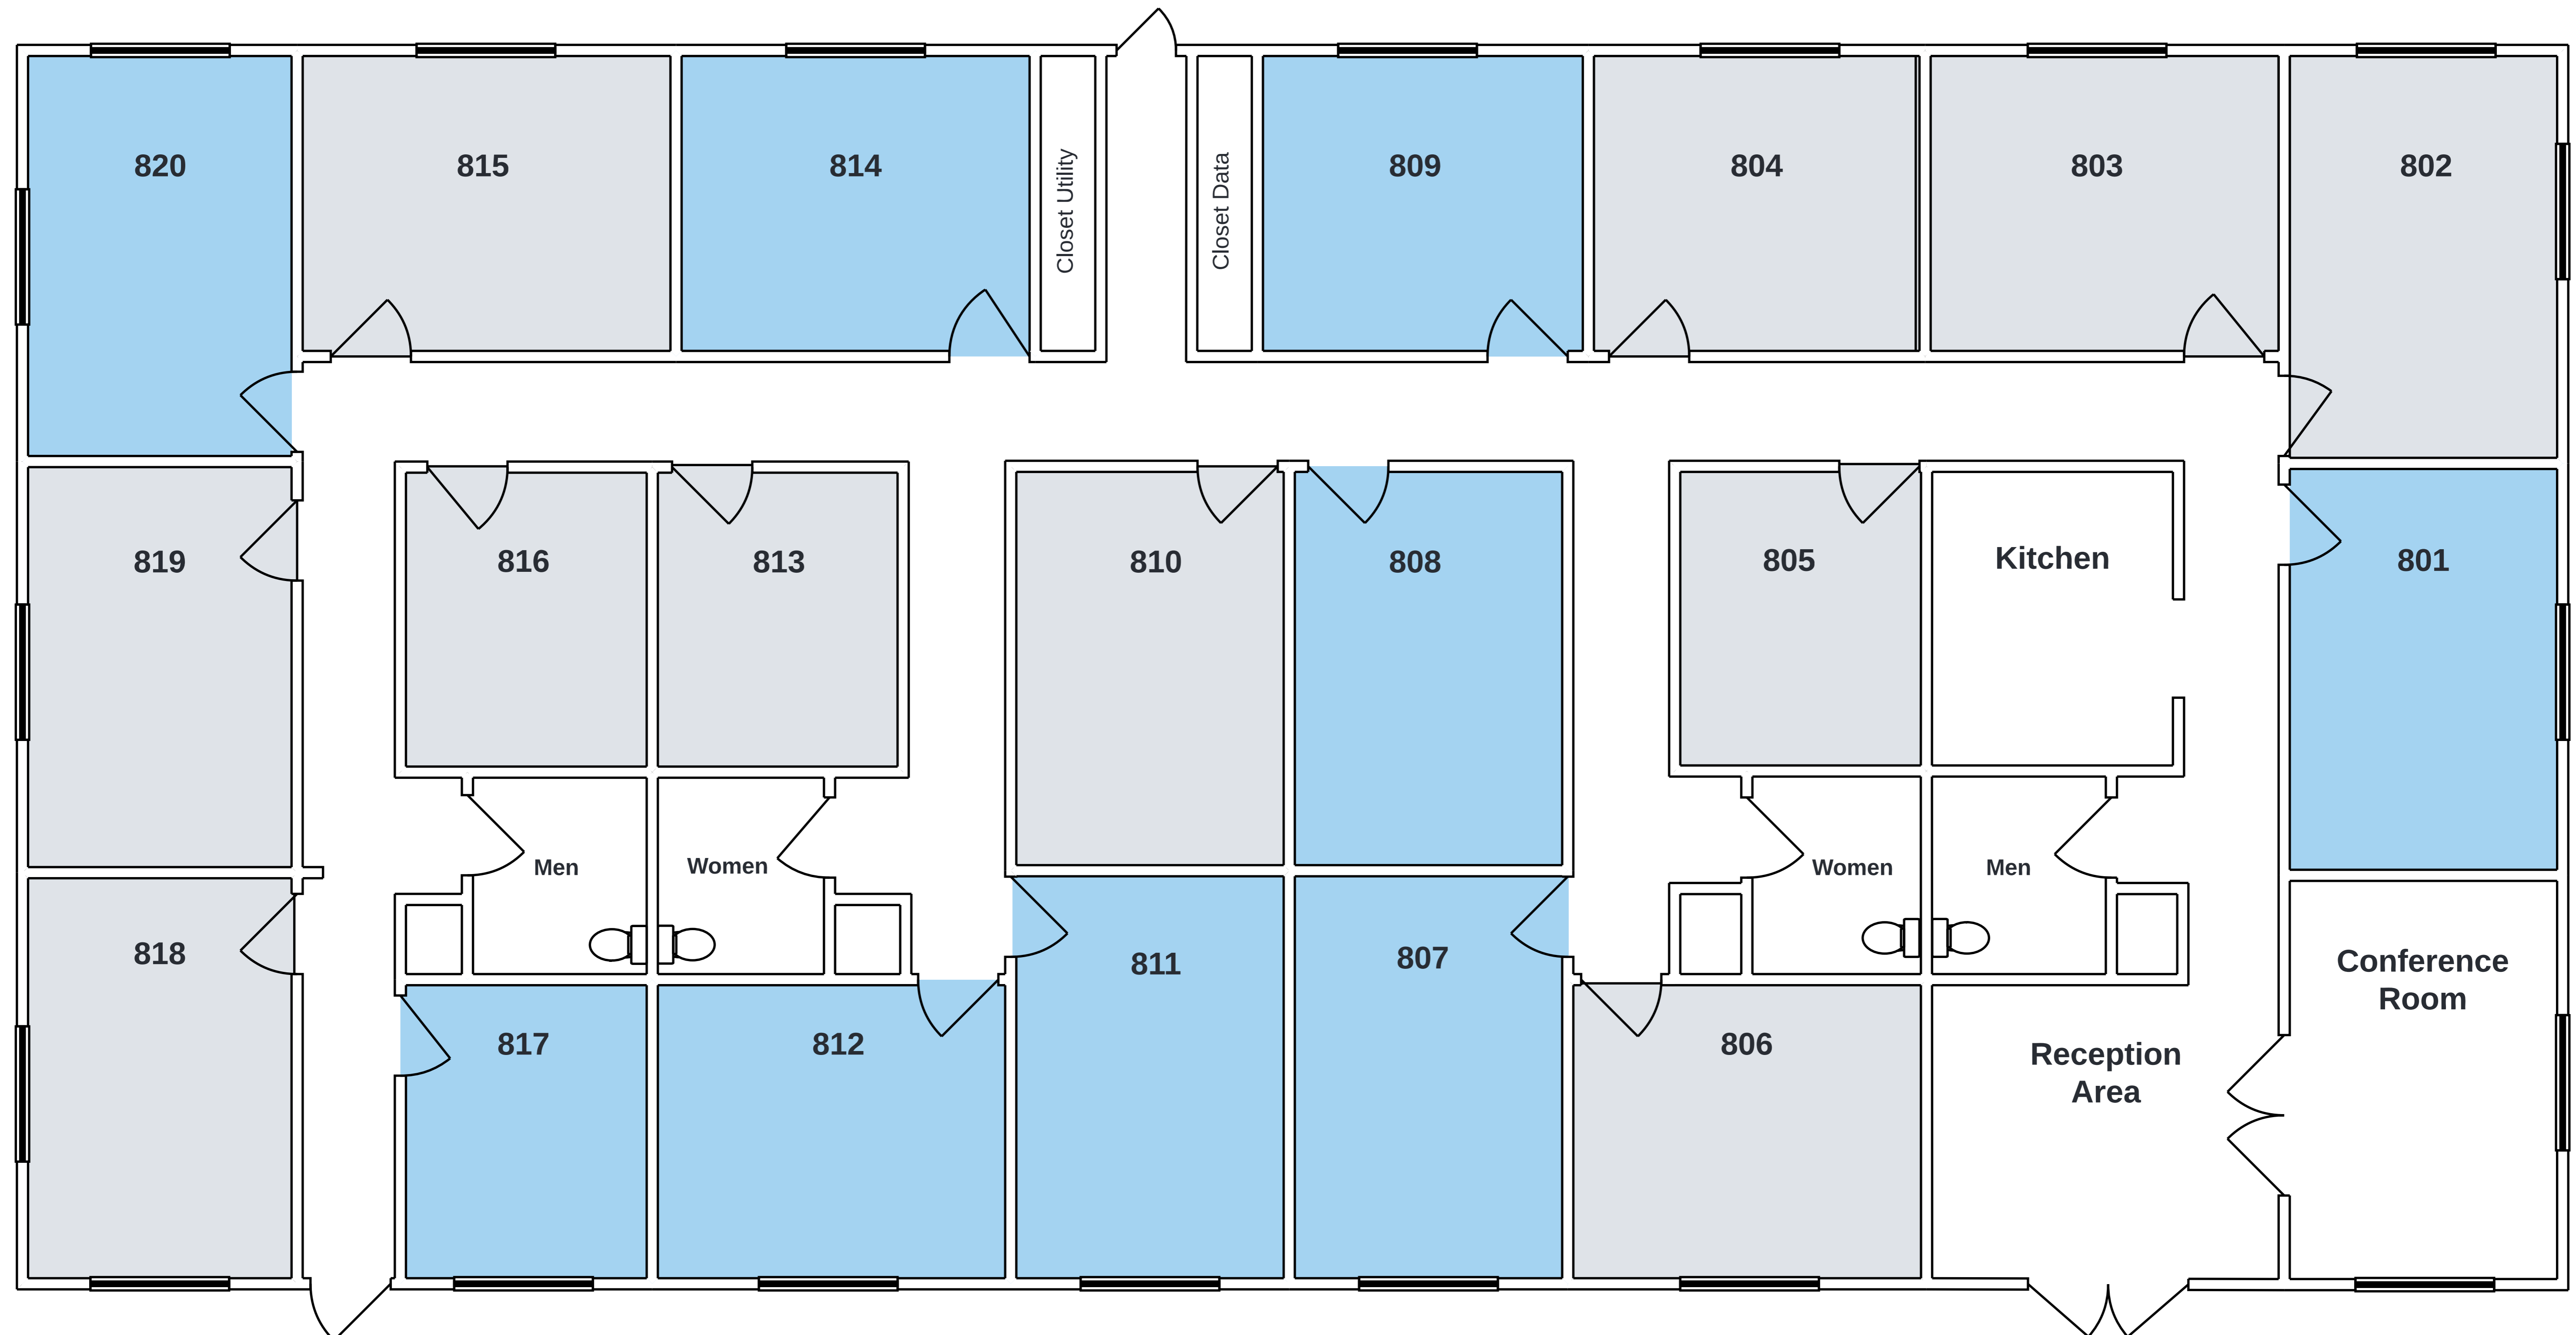 820
815
814
Closet Utility
Closet Data
809
804
803
802
819
816
813
810
808
805
Kitchen
801
818
Men
Women
811
807
Women
Men
Conference
Room
817
812
806
Reception
Area